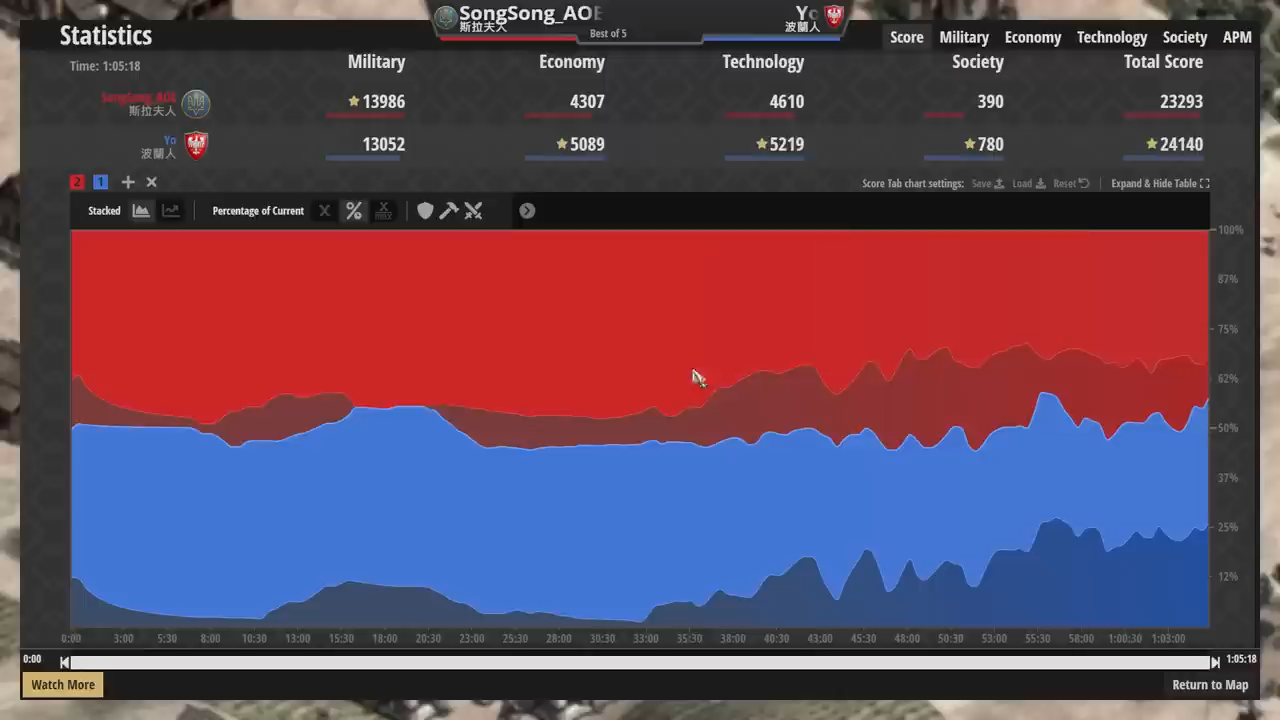 SongSong_AOE
斯拉夫人
Best of 5
Yo
波蘭人
Statistics
Score Military Economy Technology Society APM
Time: 1:05:18
Military Economy Technology Society Total Score
SongSong_AOE
斯拉夫人
13986 4307 4610 390 23293
Yo
波蘭人
13052 5089 5219 780 24140
2 1
Score Tab chart settings: Save Load Reset Expand & Hide Table
Stacked Percentage of Current
100%
87%
75%
62%
50%
37%
25%
12%
0:00 3:00 5:30 8:00 10:30 13:00 15:30 18:00 20:30 23:00 25:30 28:00 30:30 33:00 35:30 38:00 40:30 43:00 45:30 48:00 50:30 53:00 55:30 58:00 1:00:30 1:03:00
0:00 1:05:18
Watch More Return to Map